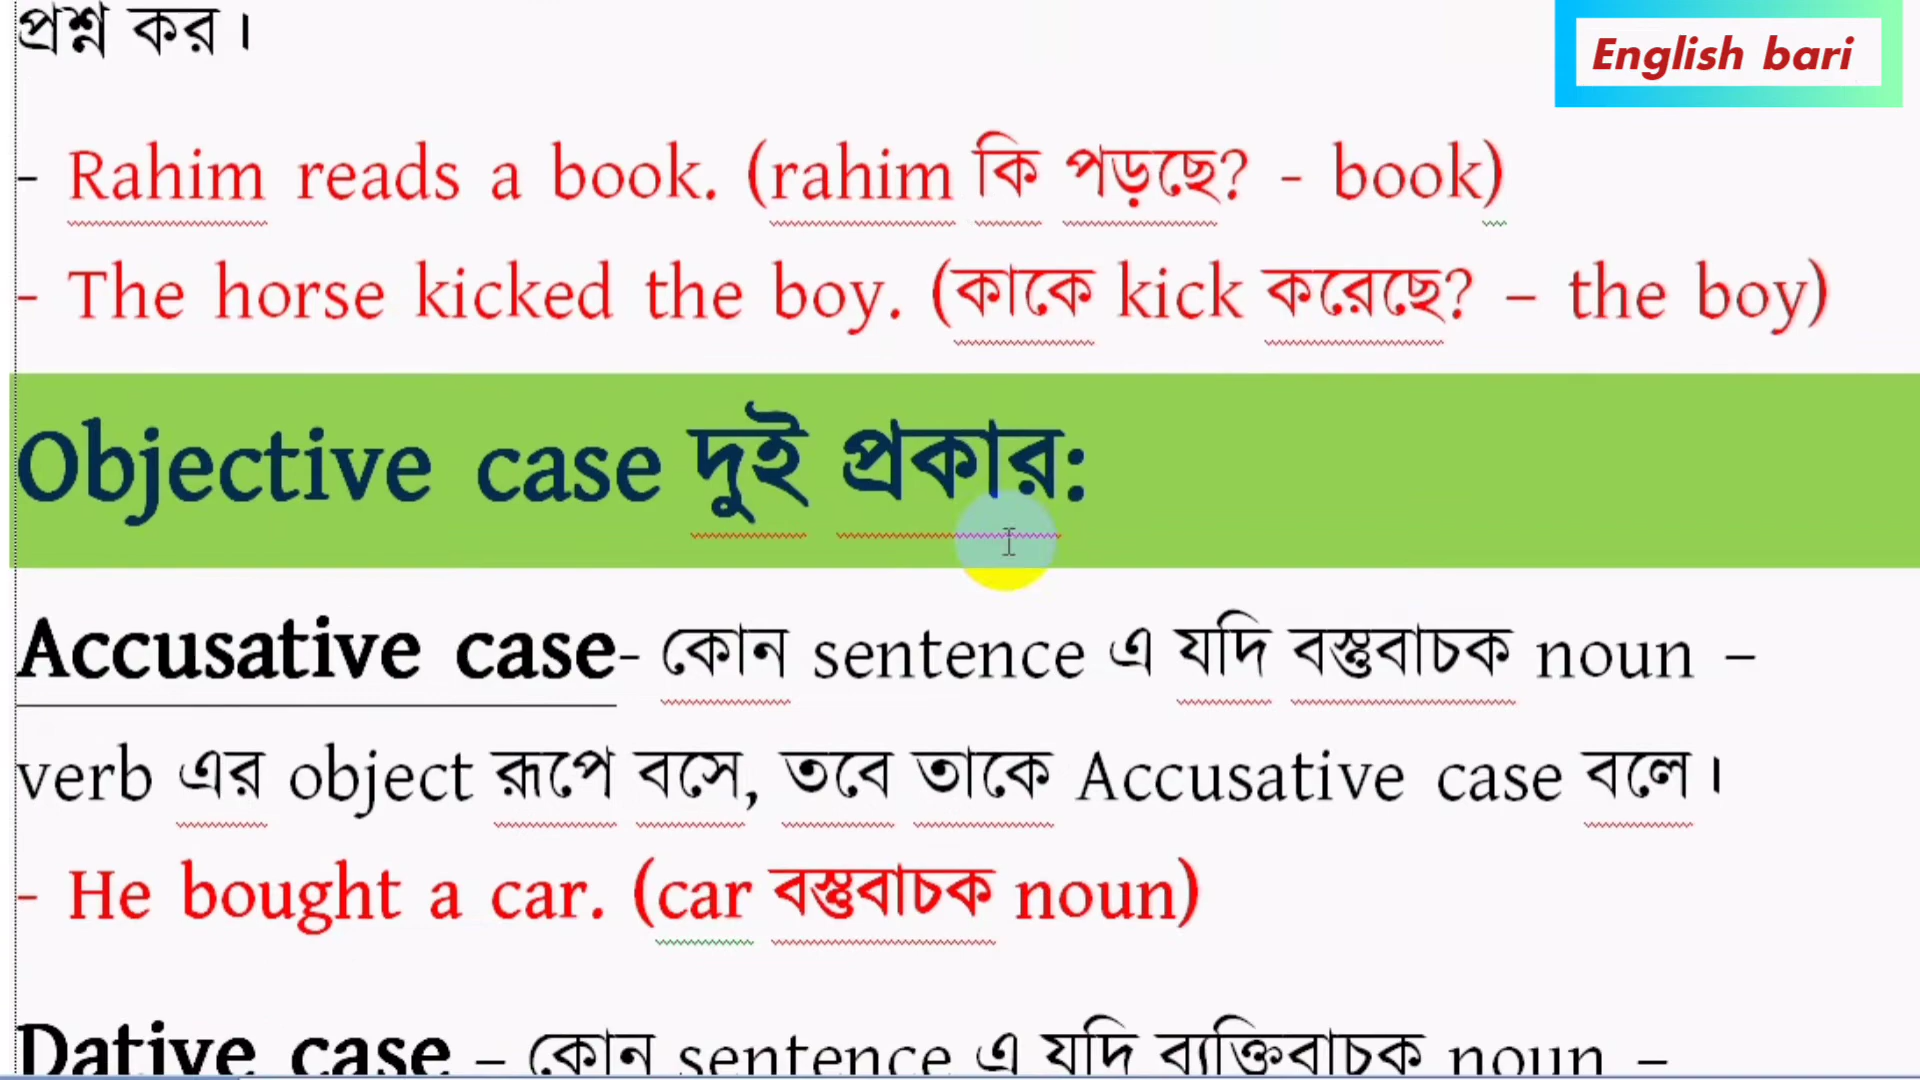 প্রশ্ন কর।
English bari
- Rahim reads a book. (rahim কি পড়ছে? - book)
- The horse kicked the boy. (কাকে kick করেছে? – the boy)
Objective case দুই প্রকার:
Accusative case- কোন sentence এ যদি বস্তুবাচক noun –
verb এর object রূপে বসে, তবে তাকে Accusative case বলে।
- He bought a car. (car বস্তুবাচক noun)
Dative case – কোন sentence এ যদি ব্যক্তিবাচক noun –